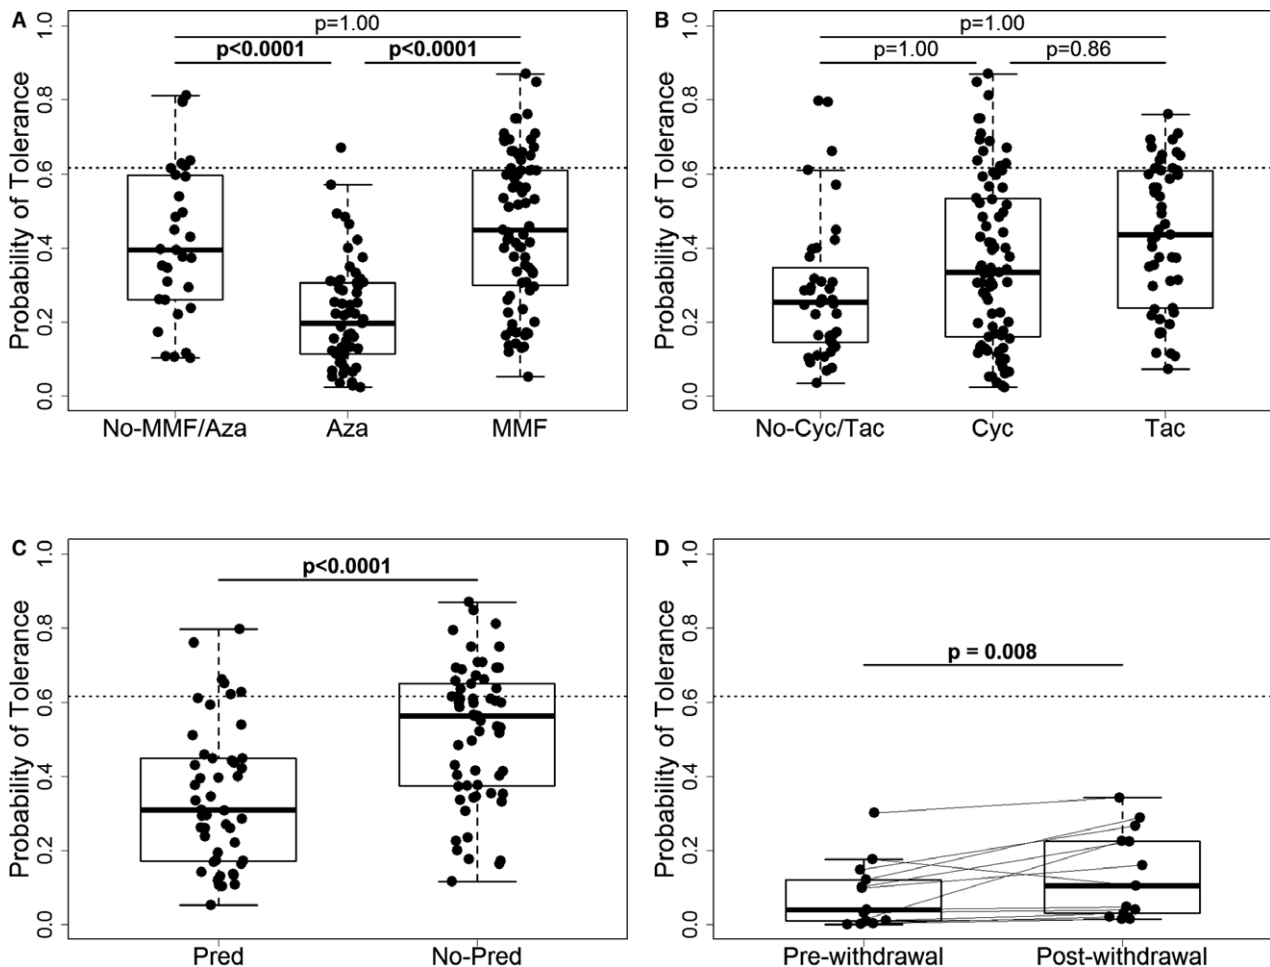 A
p=1.00
p<0.0001 p<0.0001
Probability of Tolerance
1.0
0.8
0.6
0.4
0.2
0.0
No-MMF/Aza Aza MMF
B
p=1.00
p=1.00 p=0.86
Probability of Tolerance
1.0
0.8
0.6
0.4
0.2
0.0
No-Cyc/Tac Cyc Tac
C
p<0.0001
Probability of Tolerance
1.0
0.8
0.6
0.4
0.2
0.0
Pred No-Pred
D
p = 0.008
Probability of Tolerance
1.0
0.8
0.6
0.4
0.2
0.0
Pre-withdrawal Post-withdrawal